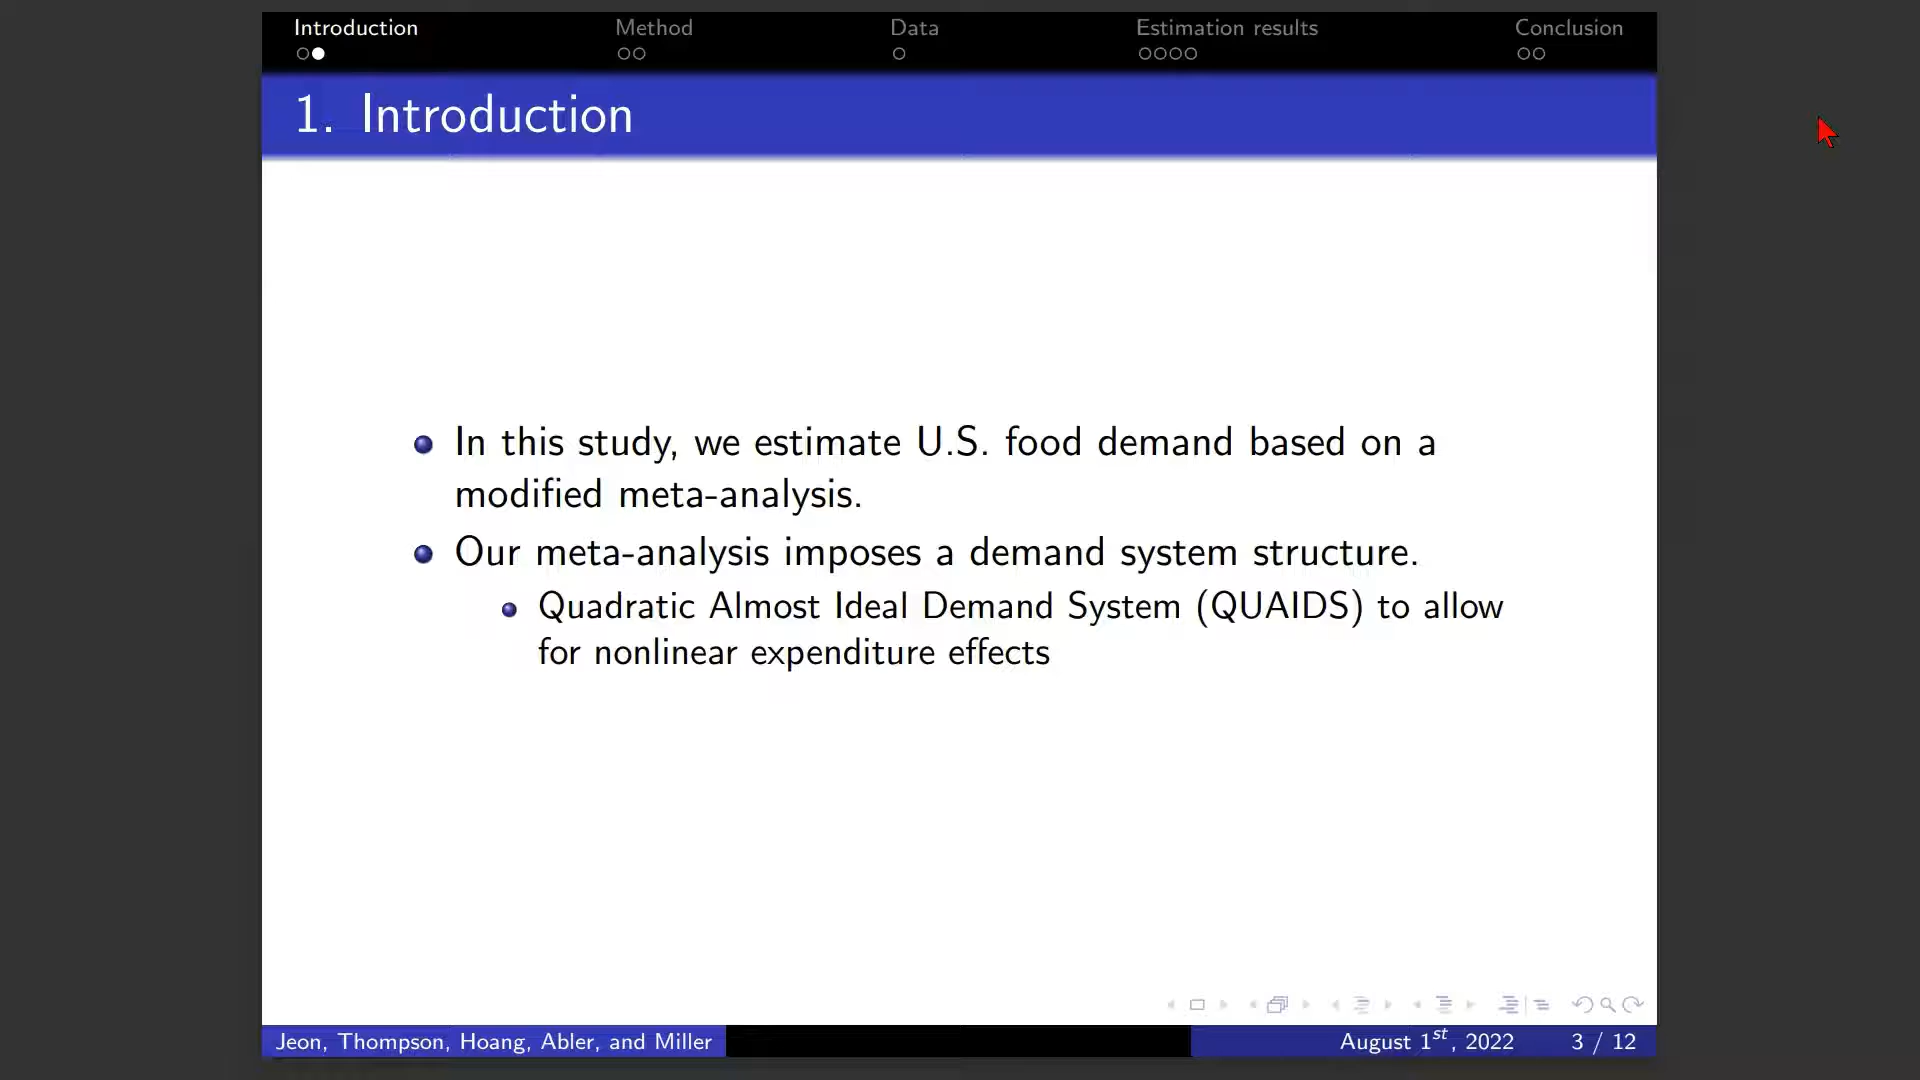 Introduction Method Data Estimation results Conclusion
1. Introduction
In this study, we estimate U.S. food demand based on a
modified meta-analysis.
Our meta-analysis imposes a demand system structure.
Quadratic Almost Ideal Demand System (QUAIDS) to allow
for nonlinear expenditure effects
Jeon, Thompson, Hoang, Abler, and Miller August 1st, 2022 3 / 12